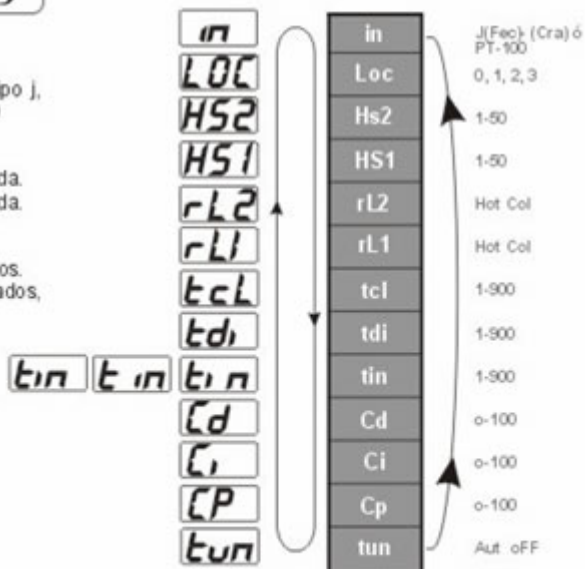 in in J(Fec)- (Cra) ó
PT-100
LOC Loc 0, 1, 2, 3
po j,
HS2 Hs2 1-50
HS1 HS1 1-50
da.
rL2 rL2 Hot Col
da.
rL1 rL1 Hot Col
os.
tcL tcl 1-900
ados,
tdi tdi 1-900
tin t in ti n tin 1-900
Cd Cd o-100
Ci Ci o-100
CP Cp o-100
tun tun Aut oFF